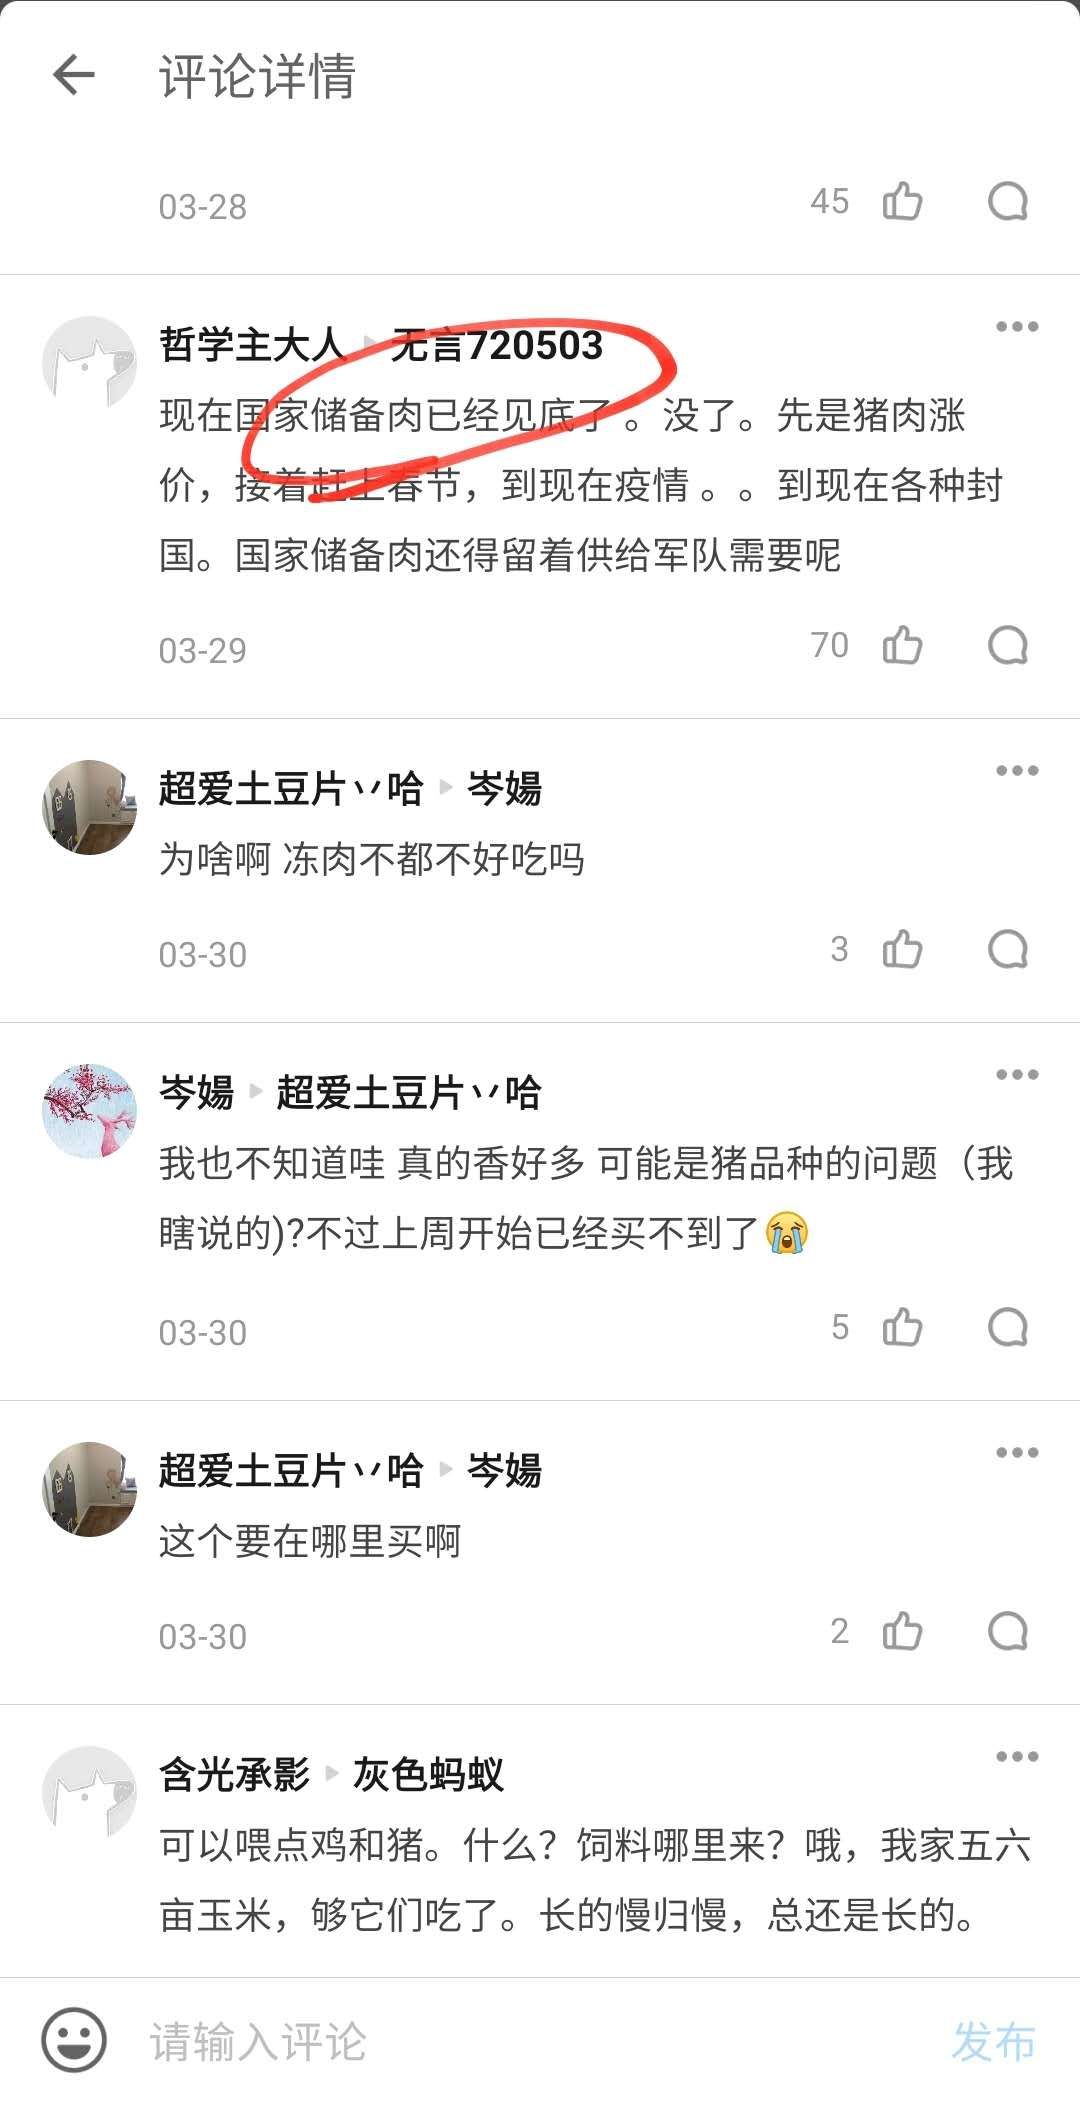 评论详情
03-28
45
哲学主大人 ▸ 无言720503
现在国家储备肉已经见底了 。没了。先是猪肉涨
价，接着赶上春节，到现在疫情 。。到现在各种封
国。国家储备肉还得留着供给军队需要呢
03-29
70
超爱土豆片丷哈 ▸ 岑婸
为啥啊 冻肉不都不好吃吗
03-30
3
岑婸 ▸ 超爱土豆片丷哈
我也不知道哇 真的香好多 可能是猪品种的问题（我
瞎说的)?不过上周开始已经买不到了😭
03-30
5
超爱土豆片丷哈 ▸ 岑婸
这个要在哪里买啊
03-30
2
含光承影 ▸ 灰色蚂蚁
可以喂点鸡和猪。什么？饲料哪里来？哦，我家五六
亩玉米，够它们吃了。长的慢归慢，总还是长的。
请输入评论
发布